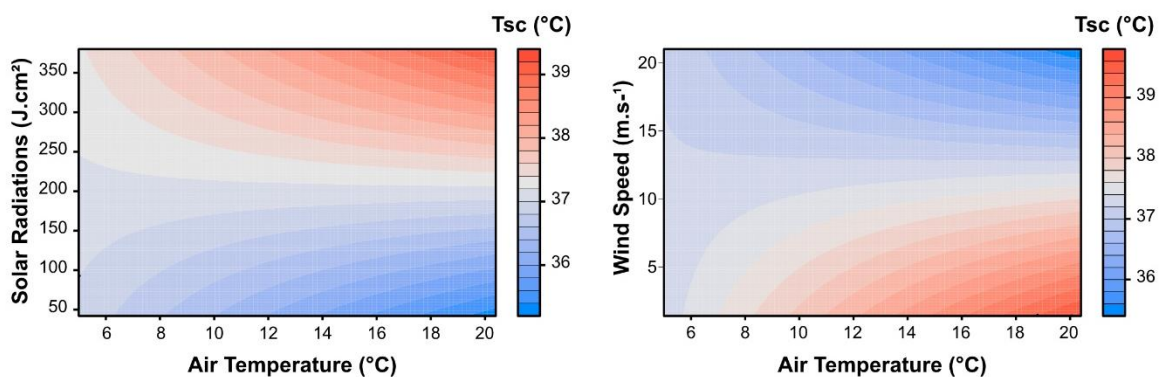 Tsc (°C)
39
38
37
36
350
300
250
200
150
100
50
Solar Radiations (J.cm²)
6 8 10 12 14 16 18 20
Air Temperature (°C)
Tsc (°C)
39
38
37
36
20
15
10
5
Wind Speed (m.s-¹)
6 8 10 12 14 16 18 20
Air Temperature (°C)